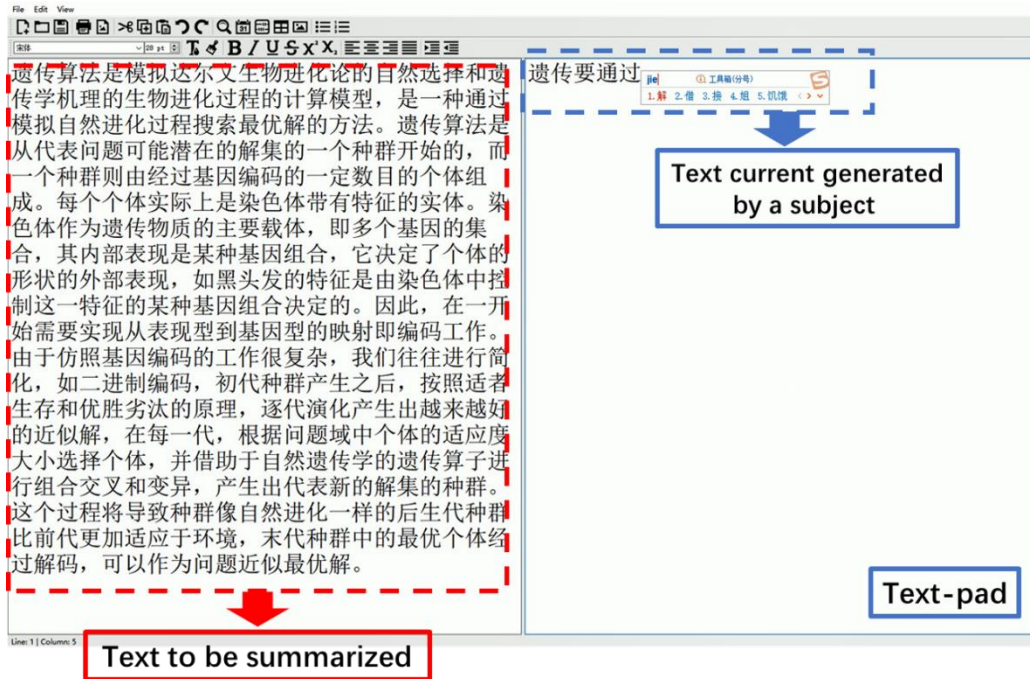 File Edit View
宋体 20 pt B I U S X² X,
遗传算法是模拟达尔文生物进化论的自然选择和遗
传学机理的生物进化过程的计算模型，是一种通过
模拟自然进化过程搜索最优解的方法。遗传算法是
从代表问题可能潜在的解集的一个种群开始的，而
一个种群则由经过基因编码的一定数目的个体组
成。每个个体实际上是染色体带有特征的实体。染
色体作为遗传物质的主要载体，即多个基因的集
合，其内部表现是某种基因组合，它决定了个体的
形状的外部表现，如黑头发的特征是由染色体中控
制这一特征的某种基因组合决定的。因此，在一开
始需要实现从表现型到基因型的映射即编码工作。
由于仿照基因编码的工作很复杂，我们往往进行简
化，如二进制编码，初代种群产生之后，按照适者
生存和优胜劣汰的原理，逐代演化产生出越来越好
的近似解，在每一代，根据问题域中个体的适应度
大小选择个体，并借助于自然遗传学的遗传算子进
行组合交叉和变异，产生出代表新的解集的种群。
这个过程将导致种群像自然进化一样的后生代种群
比前代更加适应于环境，末代种群中的最优个体经
过解码，可以作为问题近似最优解。
遗传要通过
jie 工具箱(分号)
1.解 2.借 3.接 4.姐 5.饥饿
Text current generated
by a subject
Text-pad
Line: 1 | Column: 5
Text to be summarized